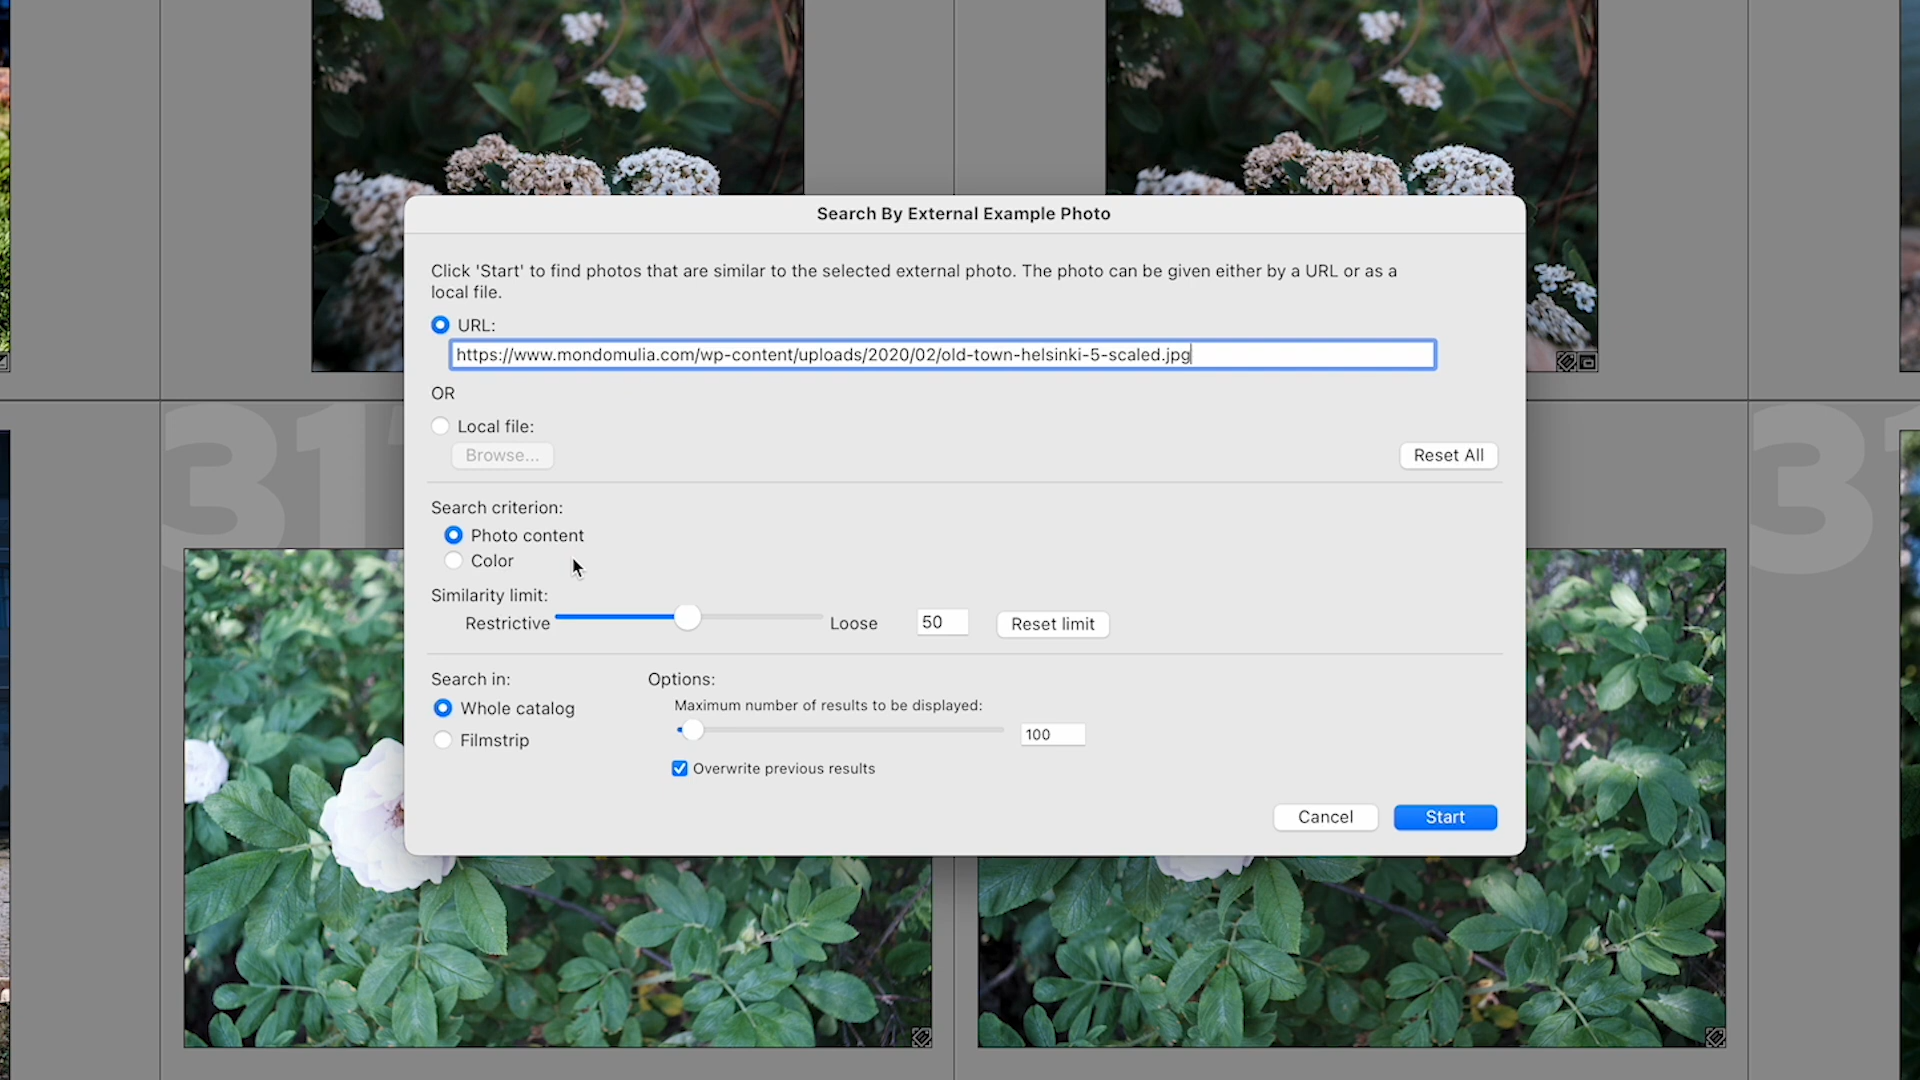 Search By External Example Photo
Click 'Start' to find photos that are similar to the selected external photo. The photo can be given either by a URL or as a
local file.
URL:
https://www.mondomulia.com/wp-content/uploads/2020/02/old-town-helsinki-5-scaled.jpg
OR
Local file:
Browse...
Reset All
Search criterion:
Photo content
Color
Similarity limit:
Restrictive
Loose
50
Reset limit
Search in:
Options:
Whole catalog
Maximum number of results to be displayed:
100
Filmstrip
Overwrite previous results
Cancel
Start